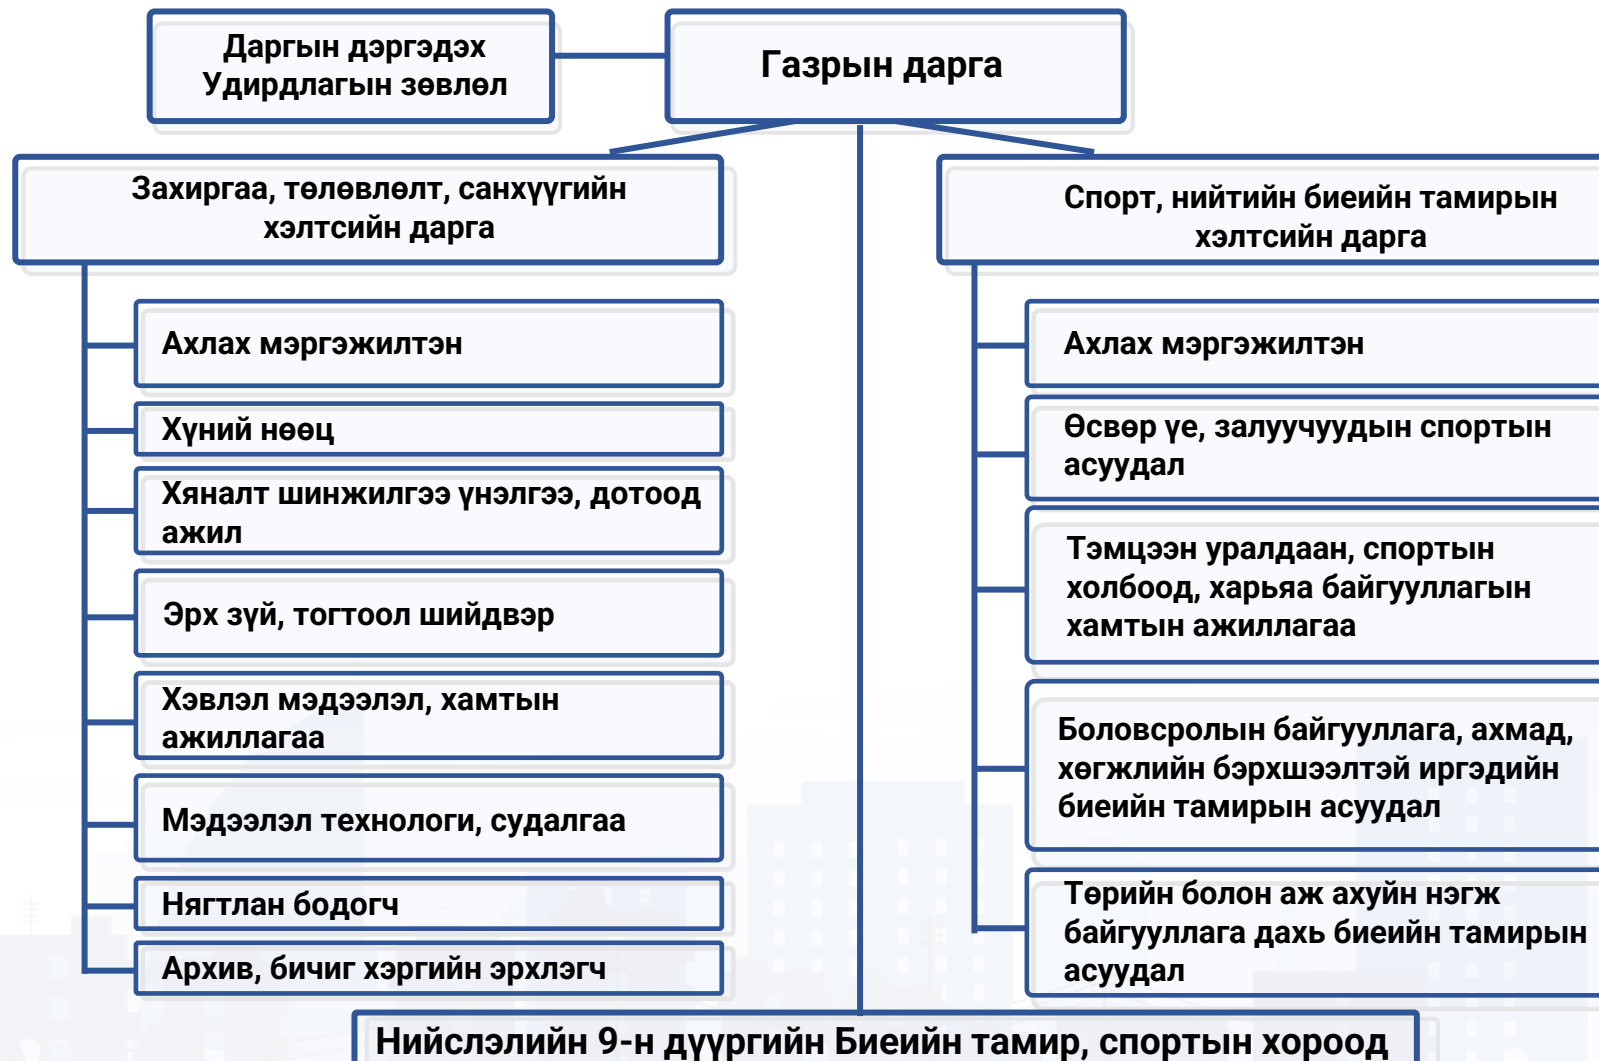 Даргын дэргэдэх
Удирдлагын зөвлөл
Газрын дарга
Захиргаа, төлөвлөлт, санхүүгийн
хэлтсийн дарга
Ахлах мэргэжилтэн
Хүний нөөц
Хяналт шинжилгээ үнэлгээ, дотоод
ажил
Эрх зүй, тогтоол шийдвэр
Хэвлэл мэдээлэл, хамтын
ажиллагаа
Мэдээлэл технологи, судалгаа
Нягтлан бодогч
Архив, бичиг хэргийн эрхлэгч
Спорт, нийтийн биеийн тамирын
хэлтсийн дарга
Ахлах мэргэжилтэн
Өсвөр үе, залуучуудын спортын
асуудал
Тэмцээн уралдаан, спортын
холбоод, харьяа байгууллагын
хамтын ажиллагаа
Боловсролын байгууллага, ахмад,
хөгжлийн бэрхшээлтэй иргэдийн
биеийн тамирын асуудал
Төрийн болон аж ахуйн нэгж
байгууллага дахь биеийн тамирын
асуудал
Нийслэлийн 9-н дүүргийн Биеийн тамир, спортын хороод